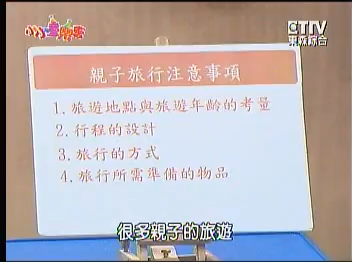 ETTV
東森綜合
親子旅行注意事項
1. 旅遊地點與旅遊年齡的考量
2. 行程的設計
3. 旅行的方式
4. 旅行所需準備的物品
很多親子的旅遊